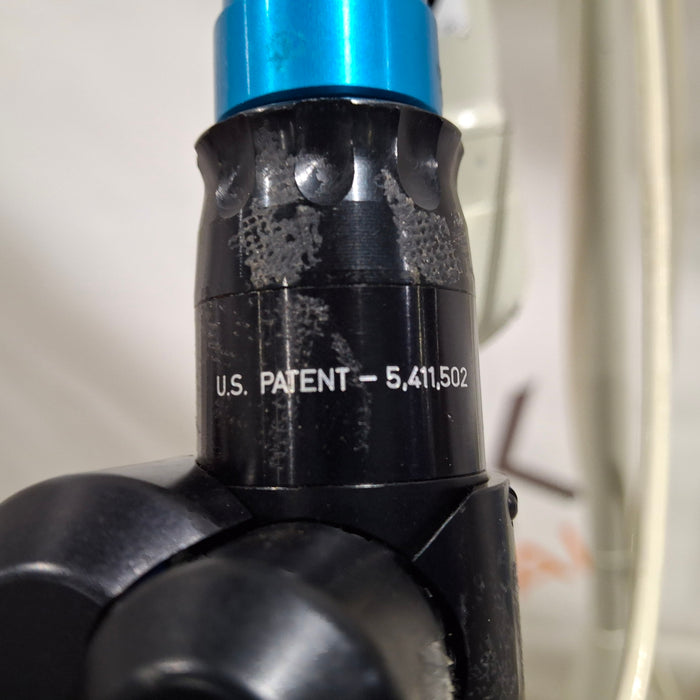 U.S. PATENT – 5,411,502